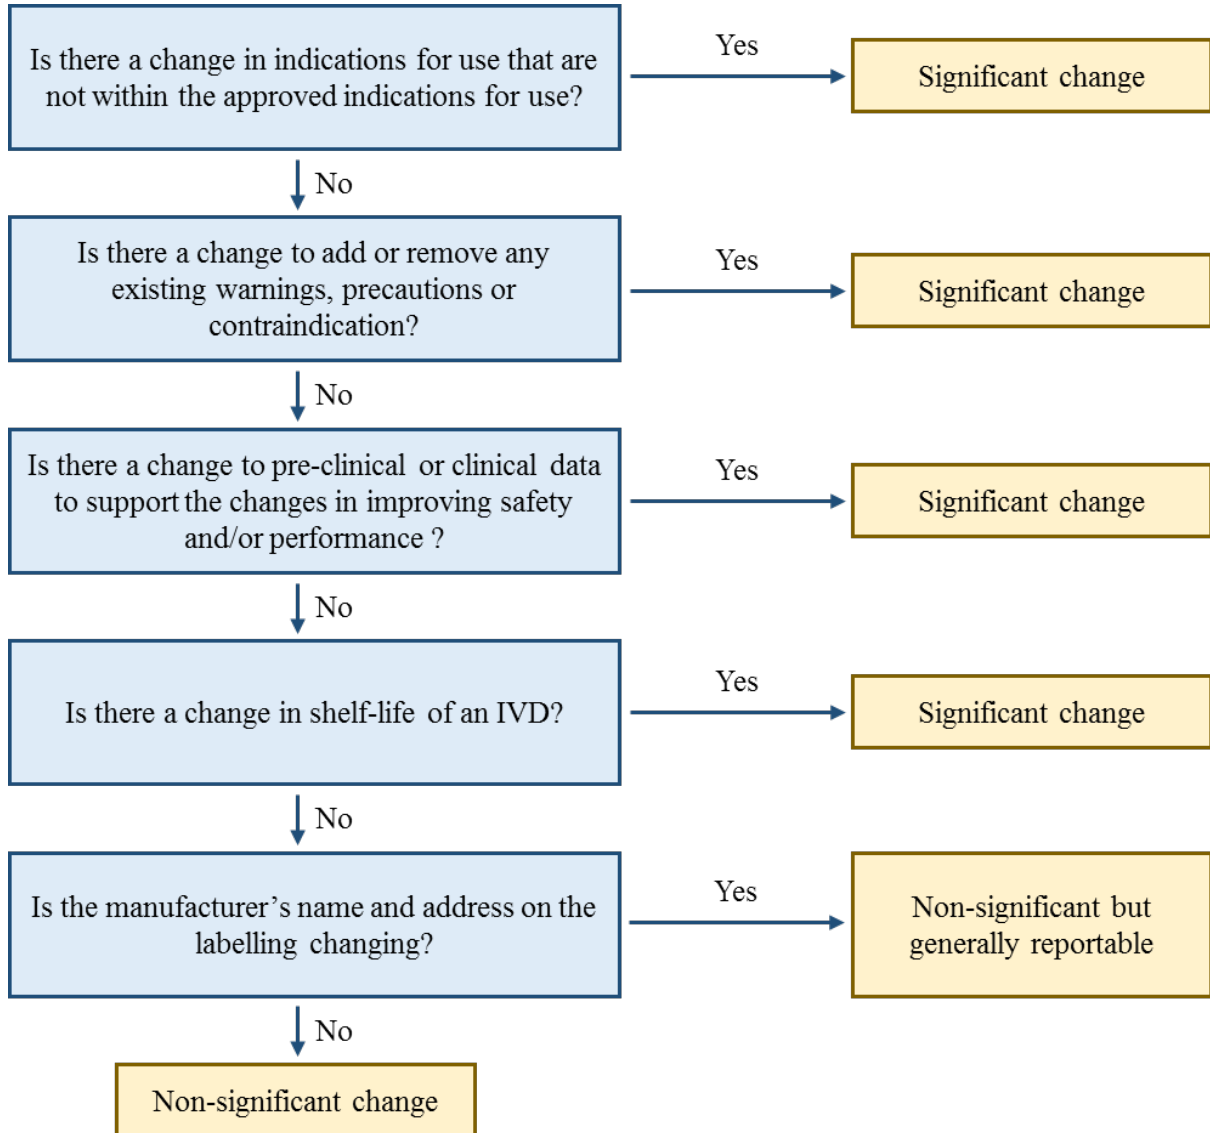 Is there a change in indications for use that are
not within the approved indications for use?
Yes
Significant change
No
Is there a change to add or remove any
existing warnings, precautions or
contraindication?
Yes
Significant change
No
Is there a change to pre-clinical or clinical data
to support the changes in improving safety
and/or performance ?
Yes
Significant change
No
Is there a change in shelf-life of an IVD?
Yes
Significant change
No
Is the manufacturer’s name and address on the
labelling changing?
Yes
Non-significant but
generally reportable
No
Non-significant change